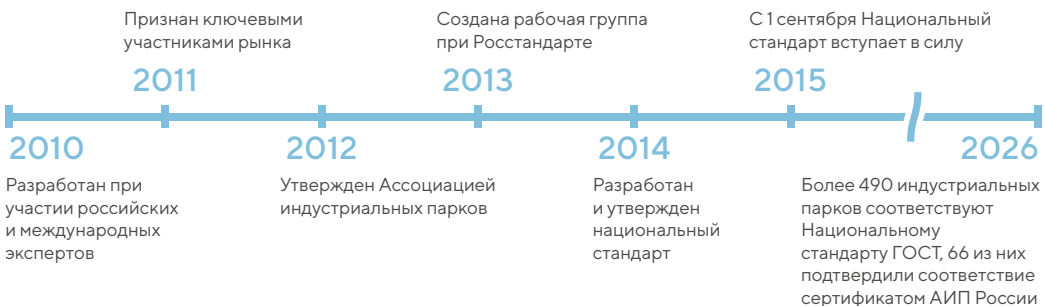 2010
Разработан при
участии российских
и международных
экспертов
Признан ключевыми
участниками рынка
2011
2012
Утвержден Ассоциацией
индустриальных парков
Создана рабочая группа
при Росстандарте
2013
2014
Разработан
и утвержден
национальный
стандарт
С 1 сентября Национальный
стандарт вступает в силу
2015
2026
Более 490 индустриальных
парков соответствуют
Национальному
стандарту ГОСТ, 66 из них
подтвердили соответствие
сертификатом АИП России